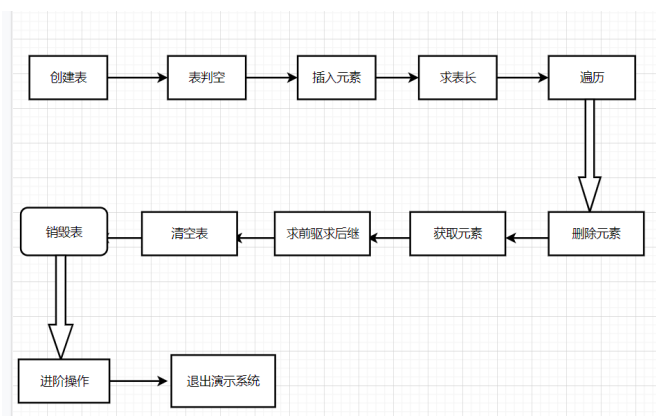 创建表
表判空
插入元素
求表长
遍历
销毁表
清空表
求前驱求后继
获取元素
删除元素
进阶操作
退出演示系统